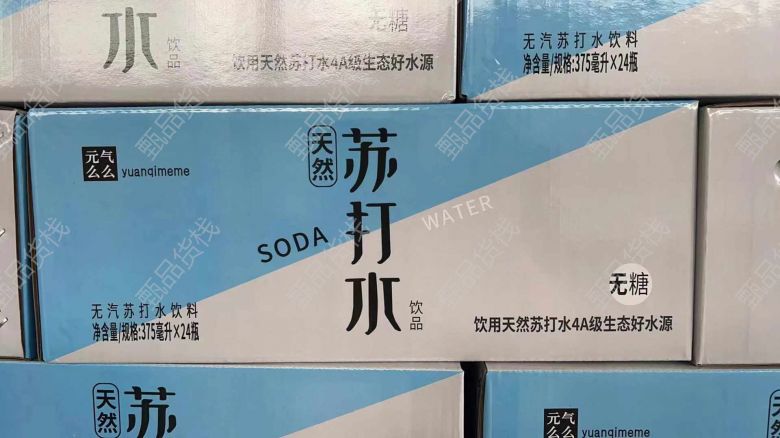 水
饮品
无糖
饮用天然苏打水4A级生态好水源
无汽苏打水饮料
净含量/规格:375毫升×24瓶
元气
么么
yuanqimeme
天然
苏打水
SODA
WATER
饮品
无糖
无汽苏打水饮料
净含量/规格:375毫升×24瓶
饮用天然苏打水4A级生态好水源
天然
苏
元气
么么
yuanqimeme
甄品货栈